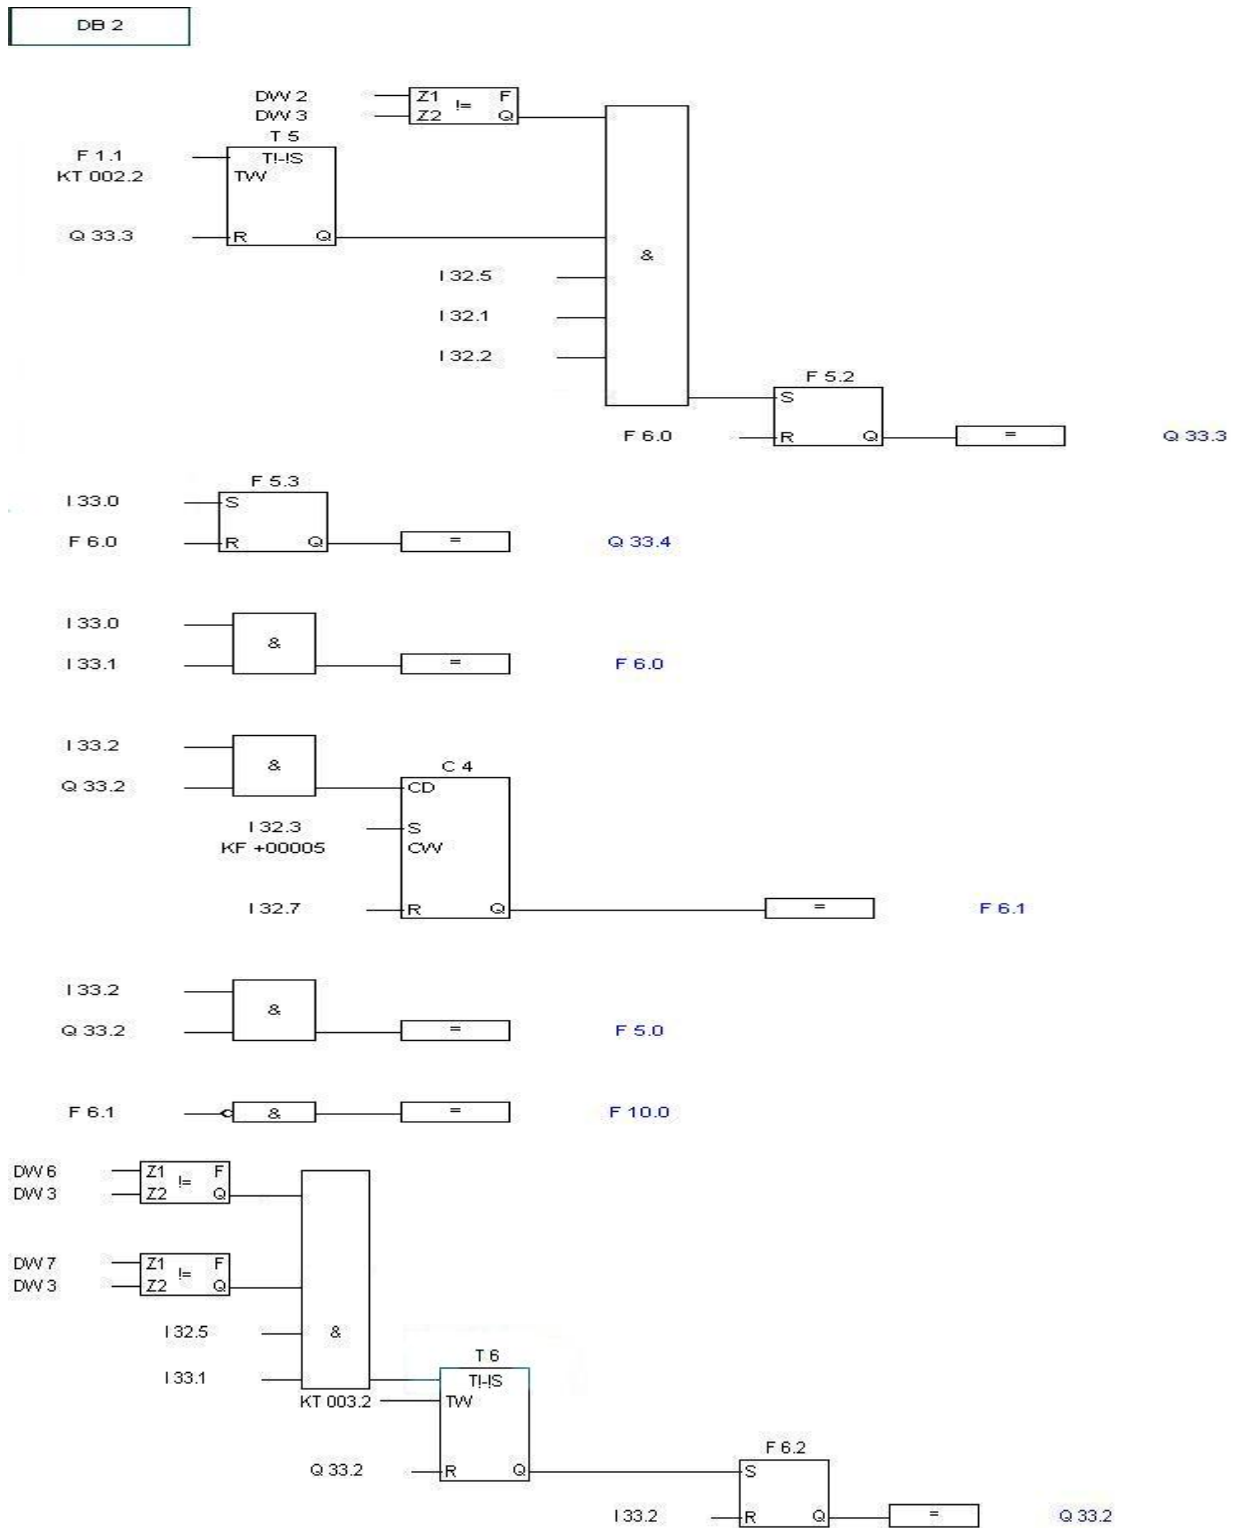 DB 2
DW 2 Z1 != F
DW 3 Z2 Q
T 5
F 1.1 T!-!S
KT 002.2 TW
Q 33.3 R Q
&
I 32.5
I 32.1
I 32.2
F 5.2
S
F 6.0 R Q = Q 33.3
F 5.3
I 33.0 S
F 6.0 R Q = Q 33.4
I 33.0
&
I 33.1 = F 6.0
I 33.2
& C 4
Q 33.2 CD
I 32.3 S
KF +00005 CW
I 32.7 R Q = F 6.1
I 33.2
&
Q 33.2 = F 5.0
F 6.1 & = F 10.0
DW 6 Z1 != F
DW 3 Z2 Q
DW 7 Z1 != F
DW 3 Z2 Q
I 32.5 &
T 6
I 33.1 T!-!S
KT 003.2 TW
F 6.2
Q 33.2 R Q S
I 33.2 R Q = Q 33.2